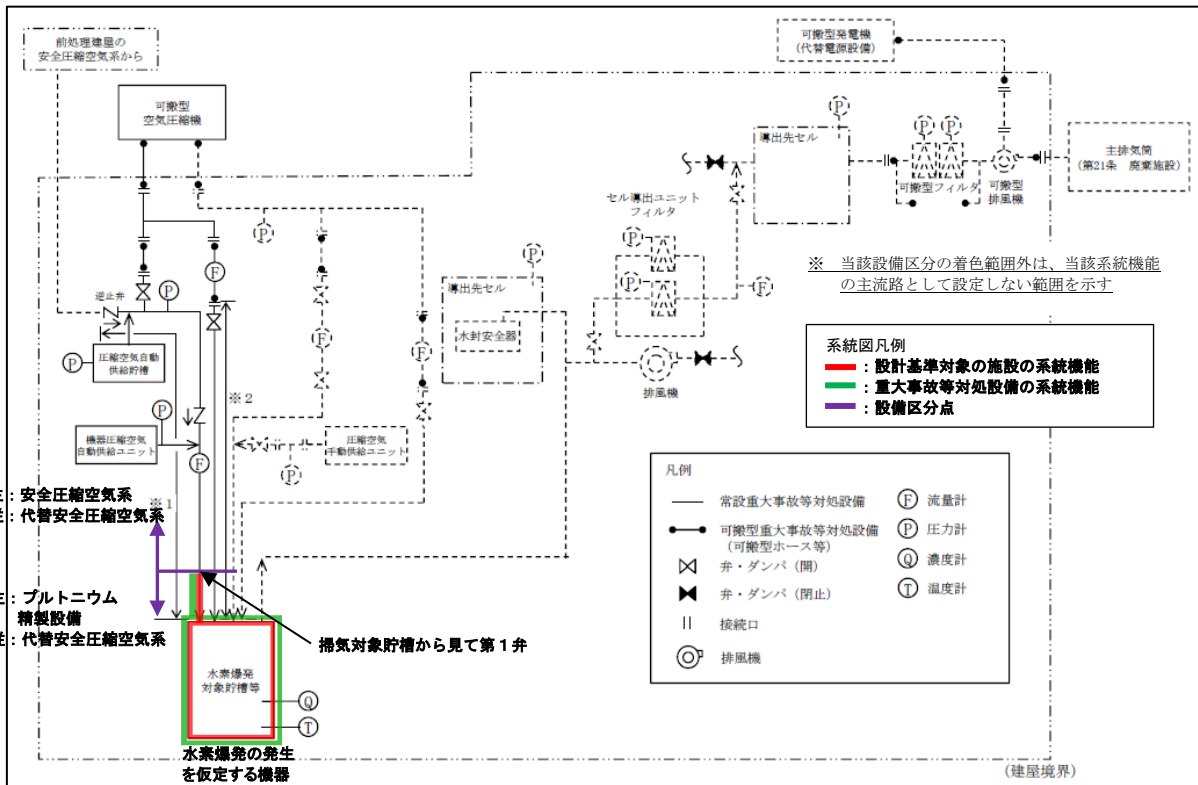 前処理建屋の
安全圧縮空気系から
可搬型
空気圧縮機
可搬型発電機
(代替電源設備)
主排気筒
(第21条 廃棄施設)
導出先セル
P
P
P
可搬型フィルタ
可搬型
排風機
セル導出ユニット
フィルタ
P
P
F
排風機
導出先セル
P
水封安全器
※ 当該設備区分の着色範囲外は、当該系統機能
の主流路として設定しない範囲を示す
系統図凡例
:設計基準対象の施設の系統機能
:重大事故等対処設備の系統機能
:設備区分点
凡例
常設重大事故等対処設備
可搬型重大事故等対処設備
(可搬型ホース等)
弁・ダンパ(開)
弁・ダンパ(閉止)
接続口
排風機
F 流量計
P 圧力計
Q 濃度計
T 温度計
逆止弁
P
F
P
F
F
圧縮空気自動
供給貯槽
P
※2
P
機器圧縮空気
自動供給ユニット
F
圧縮空気
手動供給ユニット
P
:安全圧縮空気系
※1
:代替安全圧縮空気系
:プルトニウム
精製設備
:代替安全圧縮空気系
掃気対象貯槽から見て第1弁
水素爆発
対象貯槽等
Q
T
水素爆発の発生
を仮定する機器
(建屋境界)